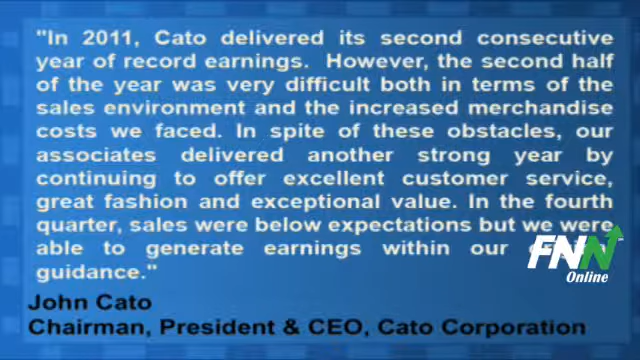 "In 2011, Cato delivered its second consecutive
year of record earnings. However, the second half
of the year was very difficult both in terms of the
sales environment and the increased merchandise
costs we faced. In spite of these obstacles, our
associates delivered another strong year by
continuing to offer excellent customer service,
great fashion and exceptional value. In the fourth
quarter, sales were below expectations but we were
able to generate earnings within our
guidance."
FNN
Online
John Cato
Chairman, President & CEO, Cato Corporation